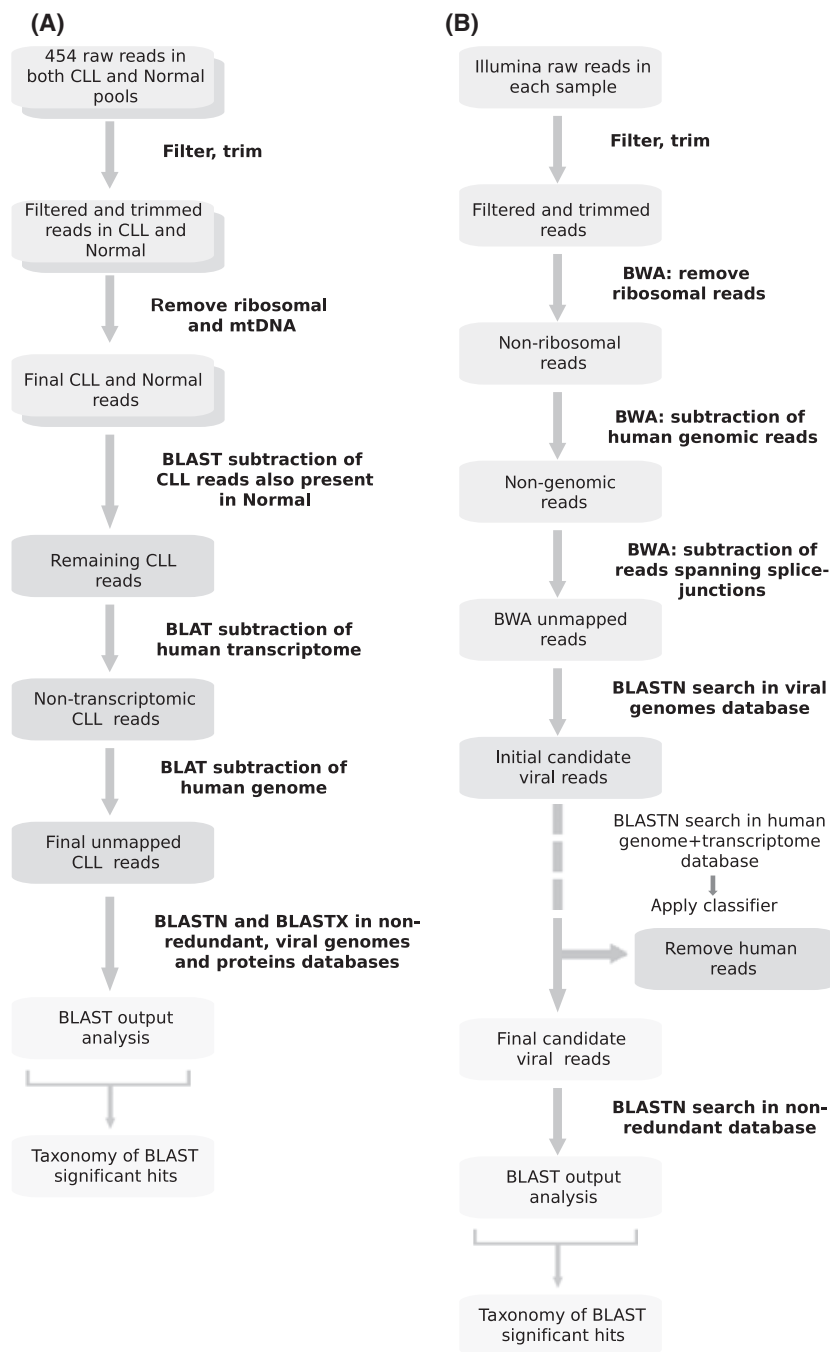 (A)
454 raw reads in
both CLL and Normal
pools
Filter, trim
Filtered and trimmed
reads in CLL and
Normal
Remove ribosomal
and mtDNA
Final CLL and Normal
reads
BLAST subtraction of
CLL reads also present
in Normal
Remaining CLL
reads
BLAT subtraction of
human transcriptome
Non-transcriptomic
CLL reads
BLAT subtraction of
human genome
Final unmapped
CLL reads
BLASTN and BLASTX in non-
redundant, viral genomes
and proteins databases
BLAST output
analysis
Taxonomy of BLAST
significant hits
(B)
Illumina raw reads in
each sample
Filter, trim
Filtered and trimmed
reads
BWA: remove
ribosomal reads
Non-ribosomal
reads
BWA: subtraction of
human genomic reads
Non-genomic
reads
BWA: subtraction of
reads spanning splice-
junctions
BWA unmapped
reads
BLASTN search in viral
genomes database
Initial candidate
viral reads
BLASTN search in human
genome+transcriptome
database
Apply classifier
Remove human
reads
Final candidate
viral reads
BLASTN search in non-
redundant database
BLAST output
analysis
Taxonomy of BLAST
significant hits